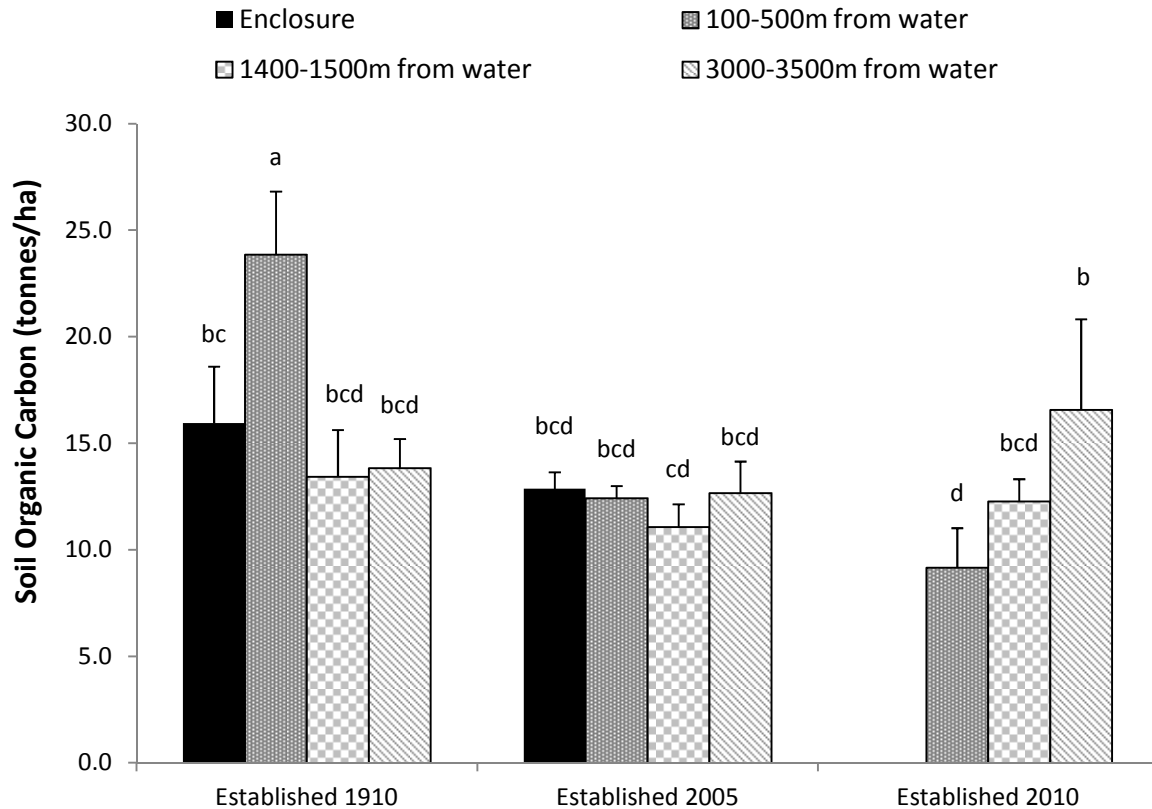 Enclosure
100-500m from water
1400-1500m from water
3000-3500m from water
Soil Organic Carbon (tonnes/ha)
30.0
25.0
20.0
15.0
10.0
5.0
0.0
bc
a
bcd
bcd
bcd
bcd
cd
bcd
d
bcd
b
Established 1910
Established 2005
Established 2010